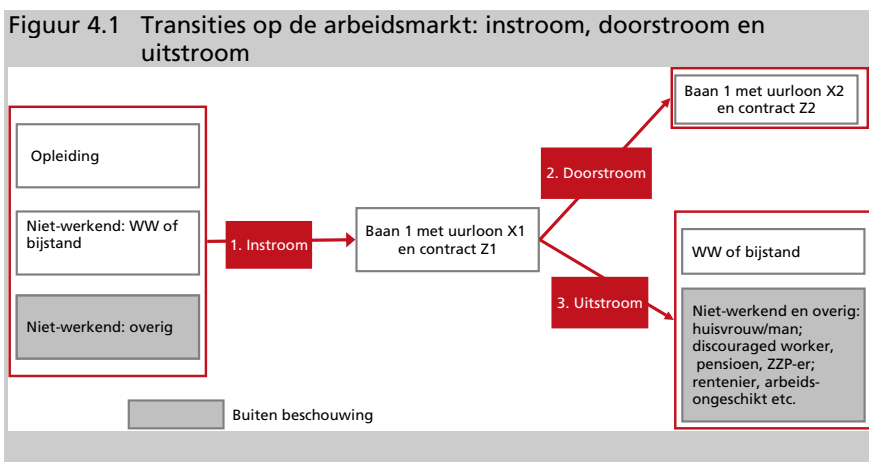 Figuur 4.1 Transities op de arbeidsmarkt: instroom, doorstroom en
uitstroom
Opleiding
Niet-werkend: WW of
bijstand
Niet-werkend: overig
1. Instroom
Baan 1 met uurloon X1
en contract Z1
2. Doorstroom
Baan 1 met uurloon X2
en contract Z2
3. Uitstroom
WW of bijstand
Niet-werkend en overig:
huisvrouw/man;
discouraged worker,
pensioen, ZZP-er;
rentenier, arbeids-
ongeschikt etc.
Buiten beschouwing